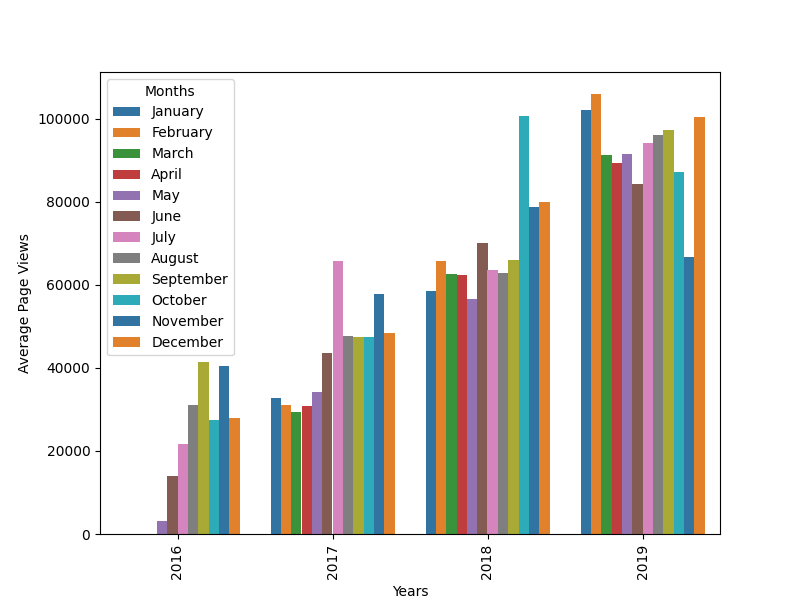 Months
January
February
March
April
May
June
July
August
September
October
November
December
100000
80000
60000
40000
20000
0
Average Page Views
2016
2017
2018
2019
Years